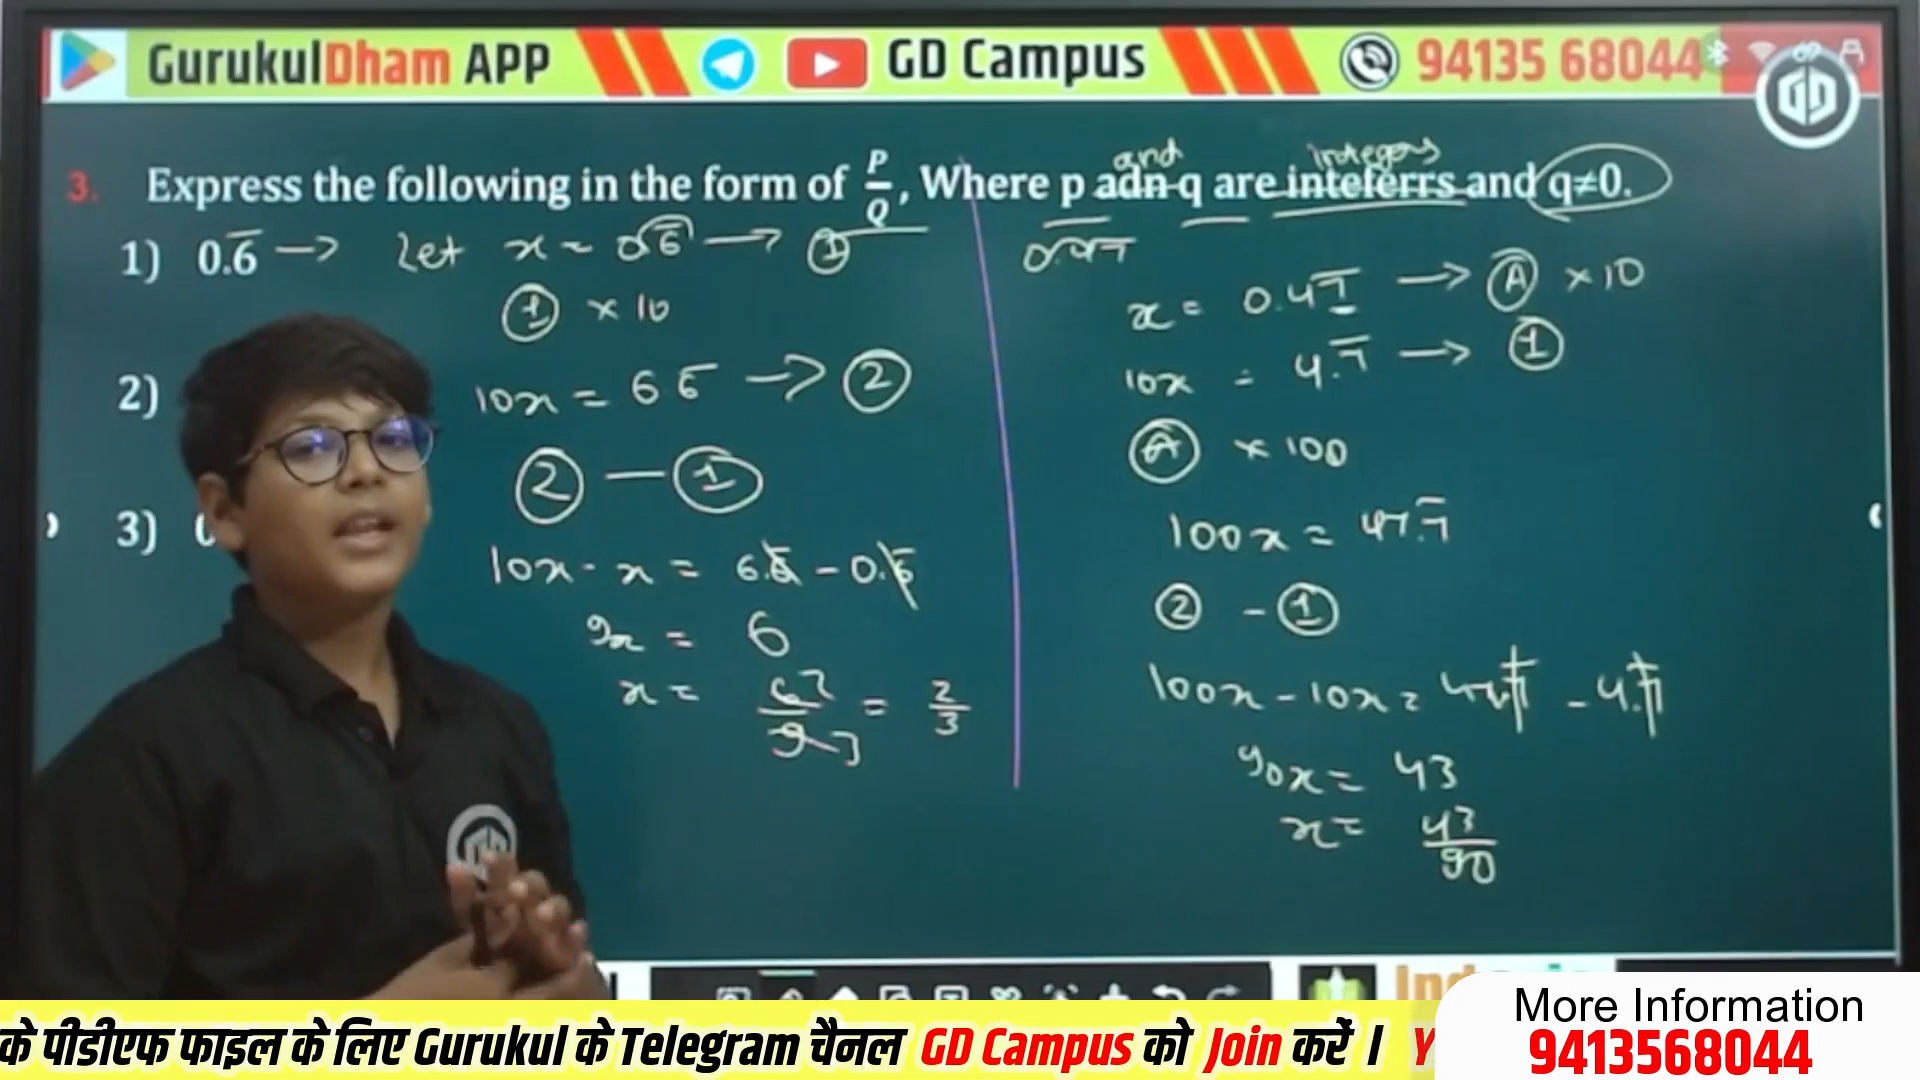 GurukulDham APP GD Campus 94135 68044
3. Express the following in the form of P/Q, Where p adn q are inteferrs and q≠0.
and integers
1) 0.6̅ → Let x = 0.6̅ → ①
① × 10
2) 10x = 6 6̅ → ②
② — ①
3) 0
10x - x = 6.6̅ - 0.6̅
9x = 6
x = 6 2/9 3 = 2/3
0.47̅
x = 0.47̅ → Ⓐ × 10
10x = 4.7̅ → ①
Ⓐ × 100
100x = 47.7̅
② - ①
100x - 10x = 47.7̅ - 4.7̅
90x = 43
x = 43/90
के पीडीएफ फाइल के लिए Gurukul के Telegram चैनल GD Campus को Join करें । Y
More Information
9413568044